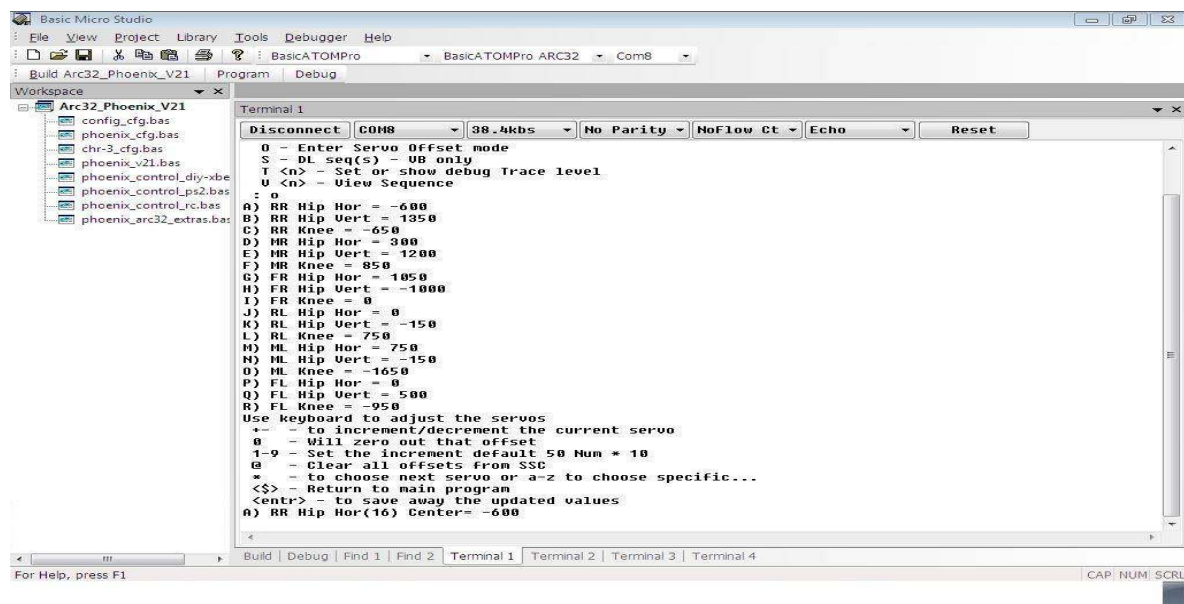 Basic Micro Studio
File View Project Library Tools Debugger Help
BasicATOMPro BasicATOMPro ARC32 Com8
Build Arc32_Phoenix_V21 Program Debug
Workspace
Arc32_Phoenix_V21
config_cfg.bas
phoenix_cfg.bas
chr-3_cfg.bas
phoenix_v21.bas
phoenix_control_diy-xbe
phoenix_control_ps2.bas
phoenix_control_rc.bas
phoenix_arc32_extras.bas
Terminal 1
Disconnect COM8 38.4kbs No Parity NoFlow Ct Echo Reset
O - Enter Servo Offset mode
S - DL seq(s) - VB only
T <n> - Set or show debug Trace level
V <n> - View Sequence
: o
A) RR Hip Hor = -600
B) RR Hip Vert = 1350
C) RR Knee = -650
D) MR Hip Hor = 300
E) MR Hip Vert = 1200
F) MR Knee = 850
G) FR Hip Hor = 1050
H) FR Hip Vert = -1000
I) FR Knee = 0
J) RL Hip Hor = 0
K) RL Hip Vert = -150
L) RL Knee = 750
M) ML Hip Hor = 750
N) ML Hip Vert = -150
O) ML Knee = -1650
P) FL Hip Hor = 0
Q) FL Hip Vert = 500
R) FL Knee = -950
Use keyboard to adjust the servos
+- - to increment/decrement the current servo
0 - Will zero out that offset
1-9 - Set the increment default 50 Num * 10
@ - Clear all offsets from SSC
* - to choose next servo or a-z to choose specific...
<$> - Return to main program
<entr> - to save away the updated values
A) RR Hip Hor(16) Center= -600
Build | Debug | Find 1 | Find 2 | Terminal 1 | Terminal 2 | Terminal 3 | Terminal 4
For Help, press F1
CAP NUM SCRL